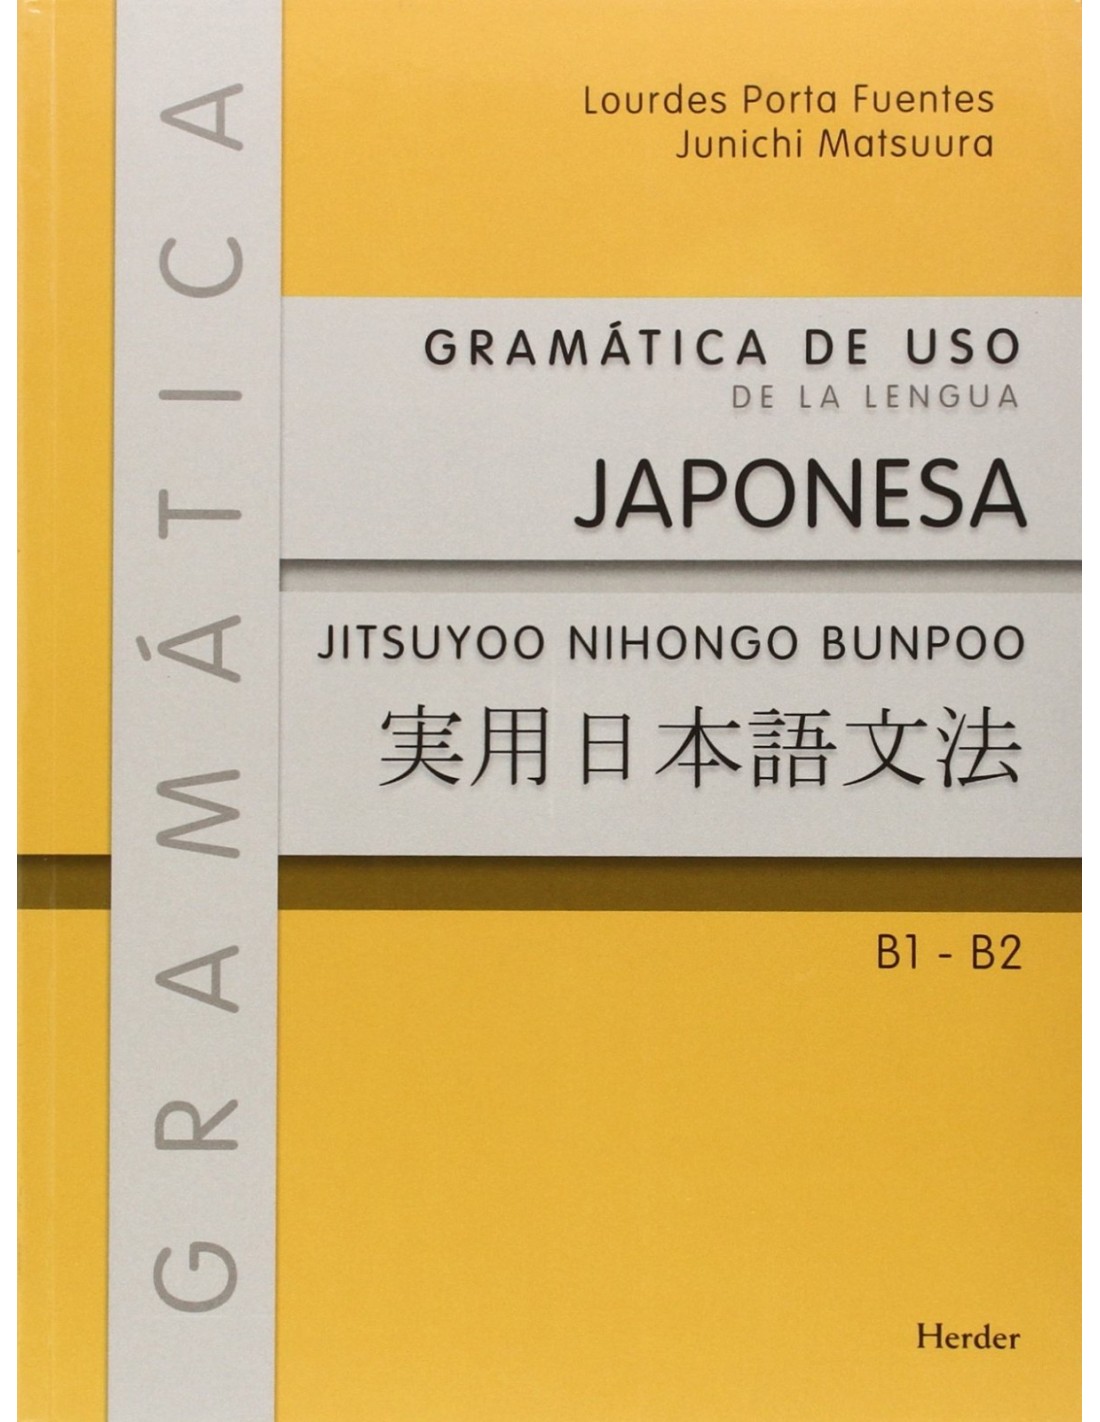 GRAMÁTICA
Lourdes Porta Fuentes
Junichi Matsuura
GRAMÁTICA DE USO
DE LA LENGUA
JAPONESA
JITSUYOO NIHONGO BUNPOO
実用日本語文法
B1 - B2
Herder